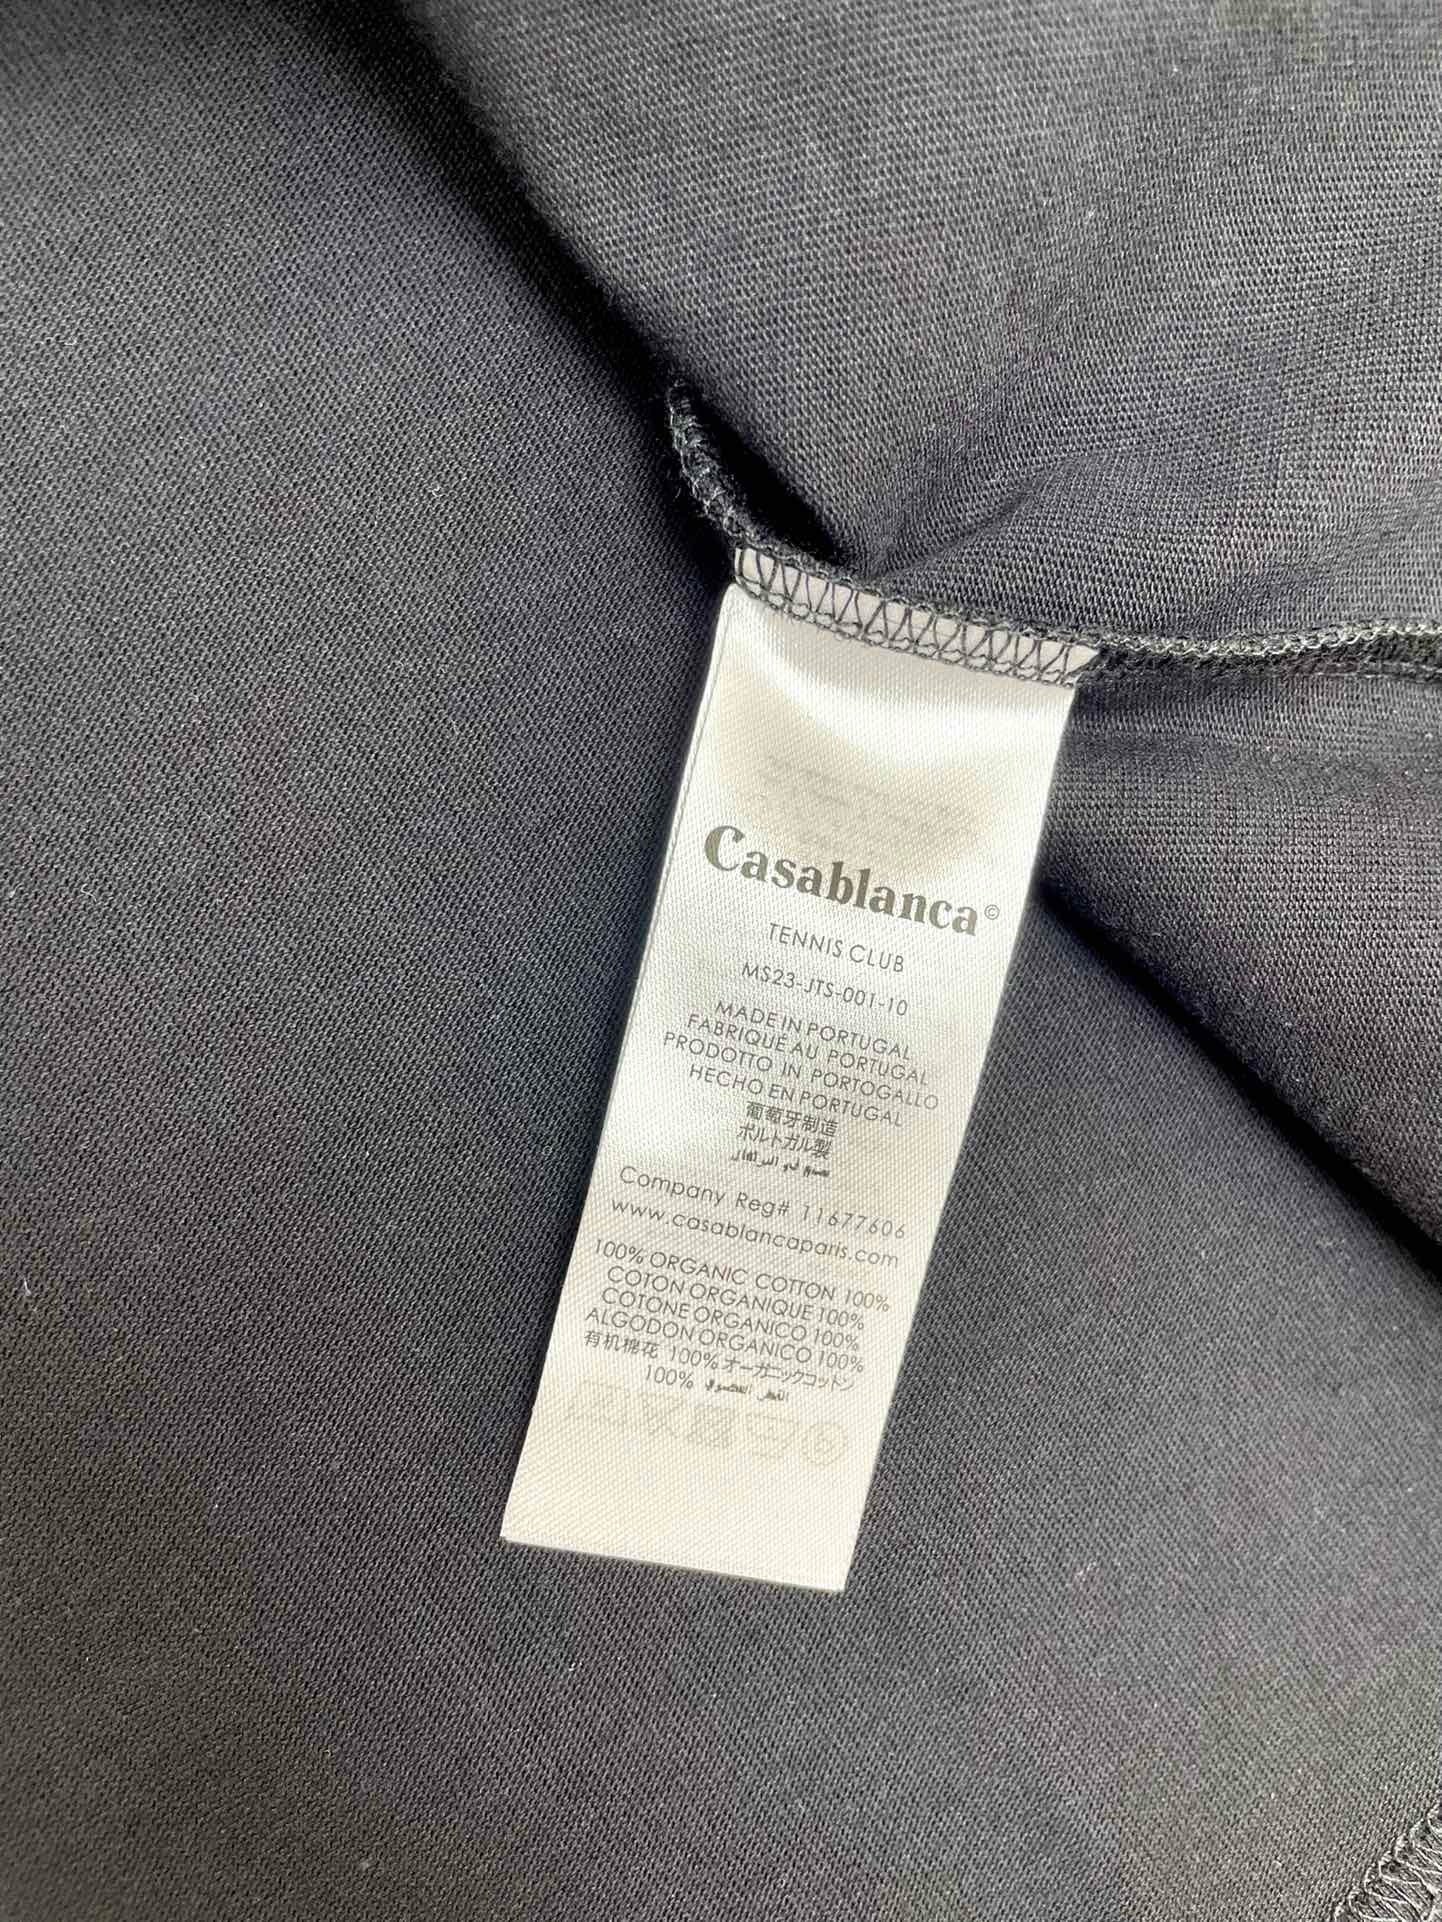 Casablanca©
TENNIS CLUB
MS23-JTS-001-10
MADE IN PORTUGAL
FABRIQUÉ AU PORTUGAL
PRODOTTO IN PORTOGALLO
HECHO EN PORTUGAL
葡萄牙制造
ポルトガル製
Company Reg# 11677606
www.casablancaparis.com
100% ORGANIC COTTON 100%
COTON ORGANIQUE 100%
COTONE ORGANICO 100%
ALGODON ORGANICO 100%
有机棉花 100% オーガニックコットン
100% القطن العضوي